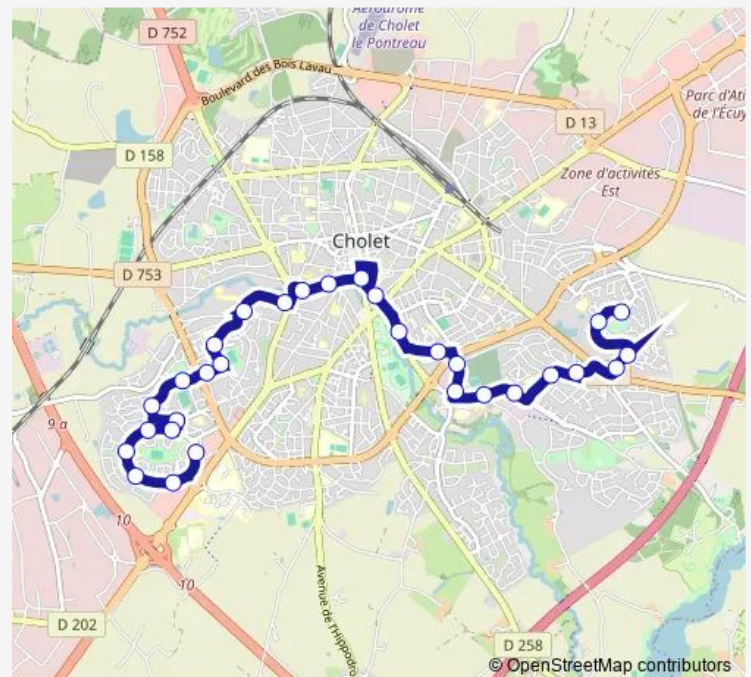 Aérodrome
de Cholet
le Pontreau
D 752
Boulevard des Bois Lavau
Parc d'Ati
de l'Écuy
D 13
D 158
Zone d'activités
Est
Cholet
D 753
9 a
10
10
Avenue de l'Hippodro
D 202
D 258
© OpenStreetMap contributors